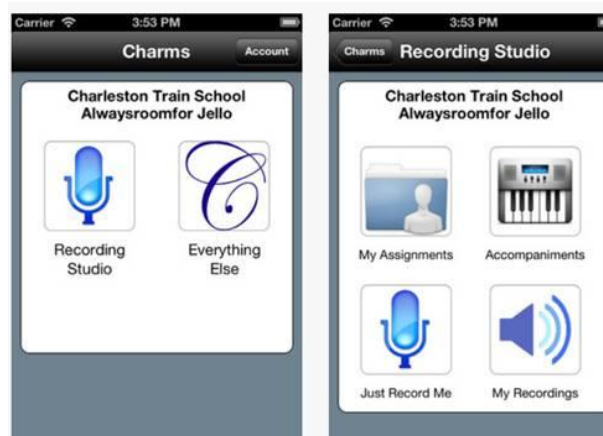 Carrier 3:53 PM
Charms Account
Charleston Train School
Alwaysroomfor Jello
Recording
Studio
Everything
Else
Carrier 3:53 PM
Charms Recording Studio
Charleston Train School
Alwaysroomfor Jello
My Assignments
Accompaniments
Just Record Me
My Recordings